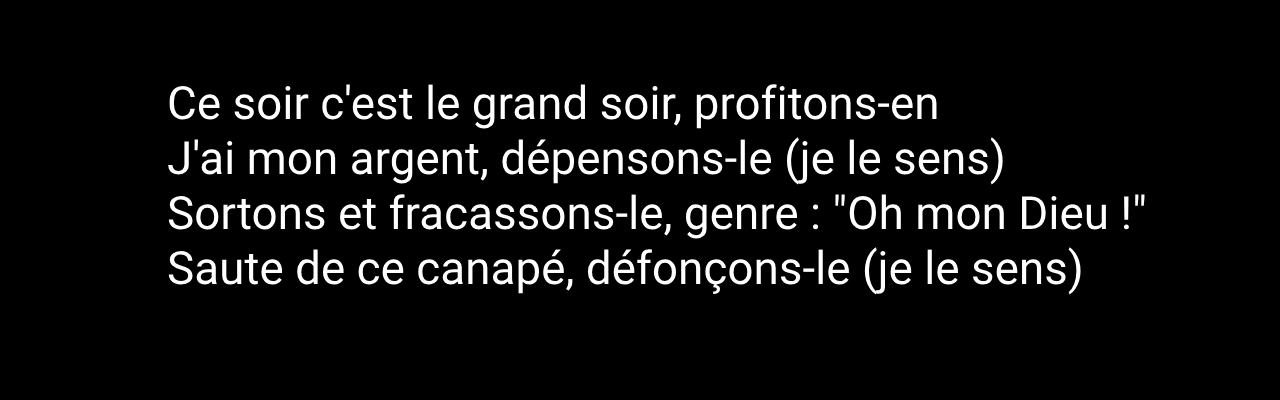 Ce soir c'est le grand soir, profitons-en
J'ai mon argent, dépensons-le (je le sens)
Sortons et fracassons-le, genre : "Oh mon Dieu !"
Saute de ce canapé, défonçons-le (je le sens)